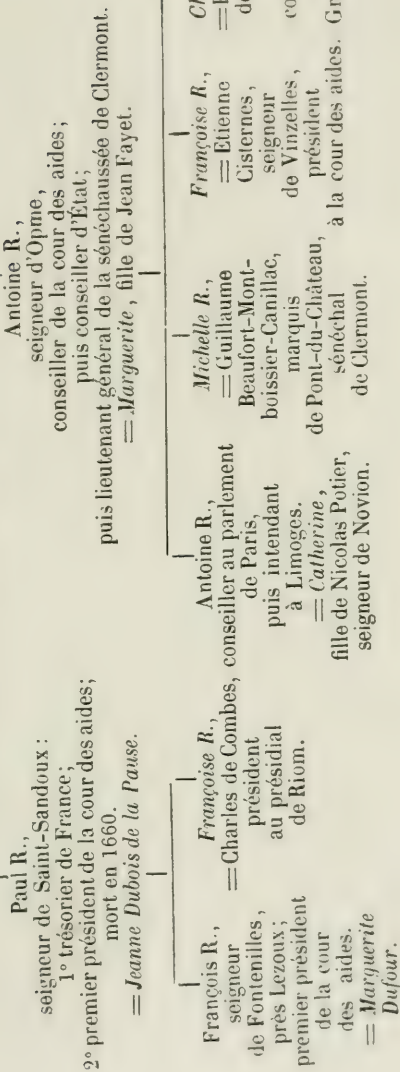 Paul R.,
seigneur de Saint-Sandoux :
1° trésorier de France ;
2° premier président de la cour des aides ;
mort en 1660.
= Jeanne Dubois de la Pause.
François R.,
seigneur
de Fontenilles,
près Lezoux ;
premier président
de la cour
des aides.
= Marguerite
Dufour.
Françoise R.,
= Charles de Combes,
président
au présidial
de Riom.
Antoine R.,
seigneur d'Opme,
conseiller de la cour des aides ;
puis conseiller d'État ;
puis lieutenant général de la sénéchaussée de Clermont.
= Marguerite, fille de Jean Fayet.
Antoine R.,
conseiller au parlement
de Paris,
puis intendant
à Limoges.
= Catherine,
fille de Nicolas Potier,
seigneur de Novion.
Michelle R.,
= Guillaume
Beaufort-Mont-
boissier-Canillac,
marquis
de Pont-du-Château,
sénéchal
de Clermont.
Françoise R.,
= Etienne
Cisternes,
seigneur
de Vinzelles,
président
à la cour des aides.